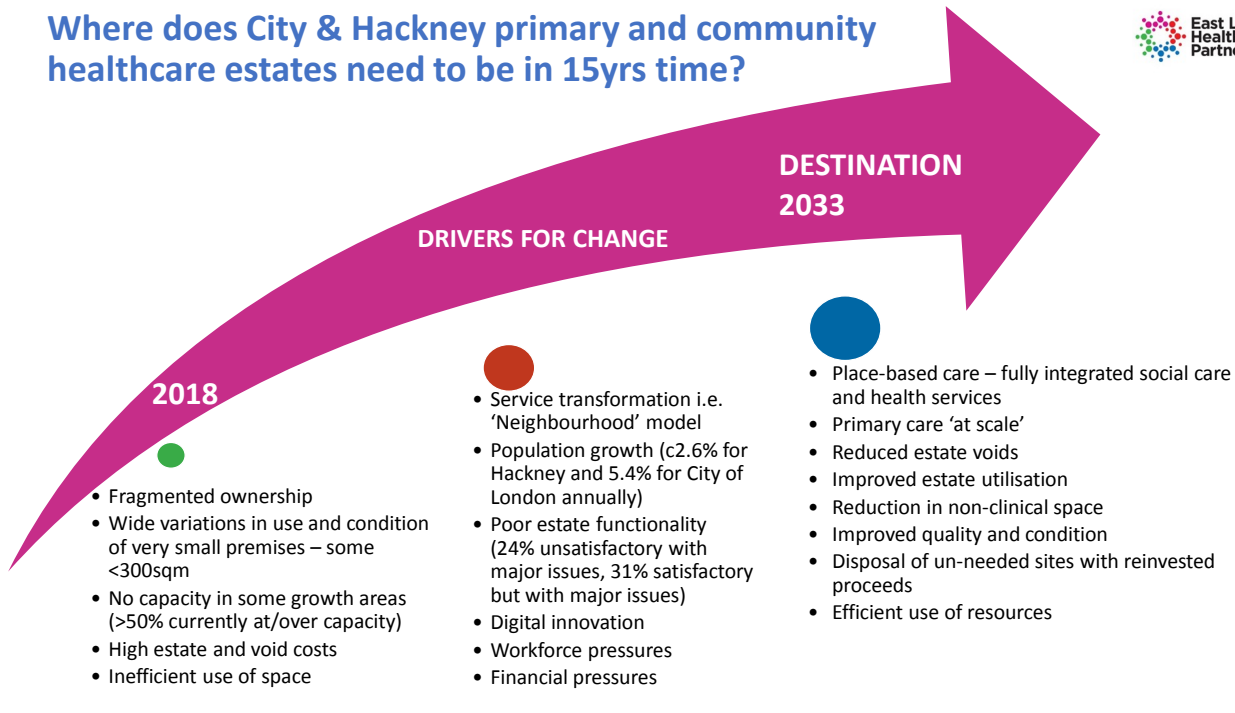 Where does City & Hackney primary and community
healthcare estates need to be in 15yrs time?
DESTINATION
2033
DRIVERS FOR CHANGE
2018
• Fragmented ownership
• Wide variations in use and condition
of very small premises – some
<300sqm
• No capacity in some growth areas
(>50% currently at/over capacity)
• High estate and void costs
• Inefficient use of space
• Service transformation i.e.
‘Neighbourhood’ model
• Population growth (c2.6% for
Hackney and 5.4% for City of
London annually)
• Poor estate functionality
(24% unsatisfactory with
major issues, 31% satisfactory
but with major issues)
• Digital innovation
• Workforce pressures
• Financial pressures
• Place-based care – fully integrated social care
and health services
• Primary care ‘at scale’
• Reduced estate voids
• Improved estate utilisation
• Reduction in non-clinical space
• Improved quality and condition
• Disposal of un-needed sites with reinvested
proceeds
• Efficient use of resources
East